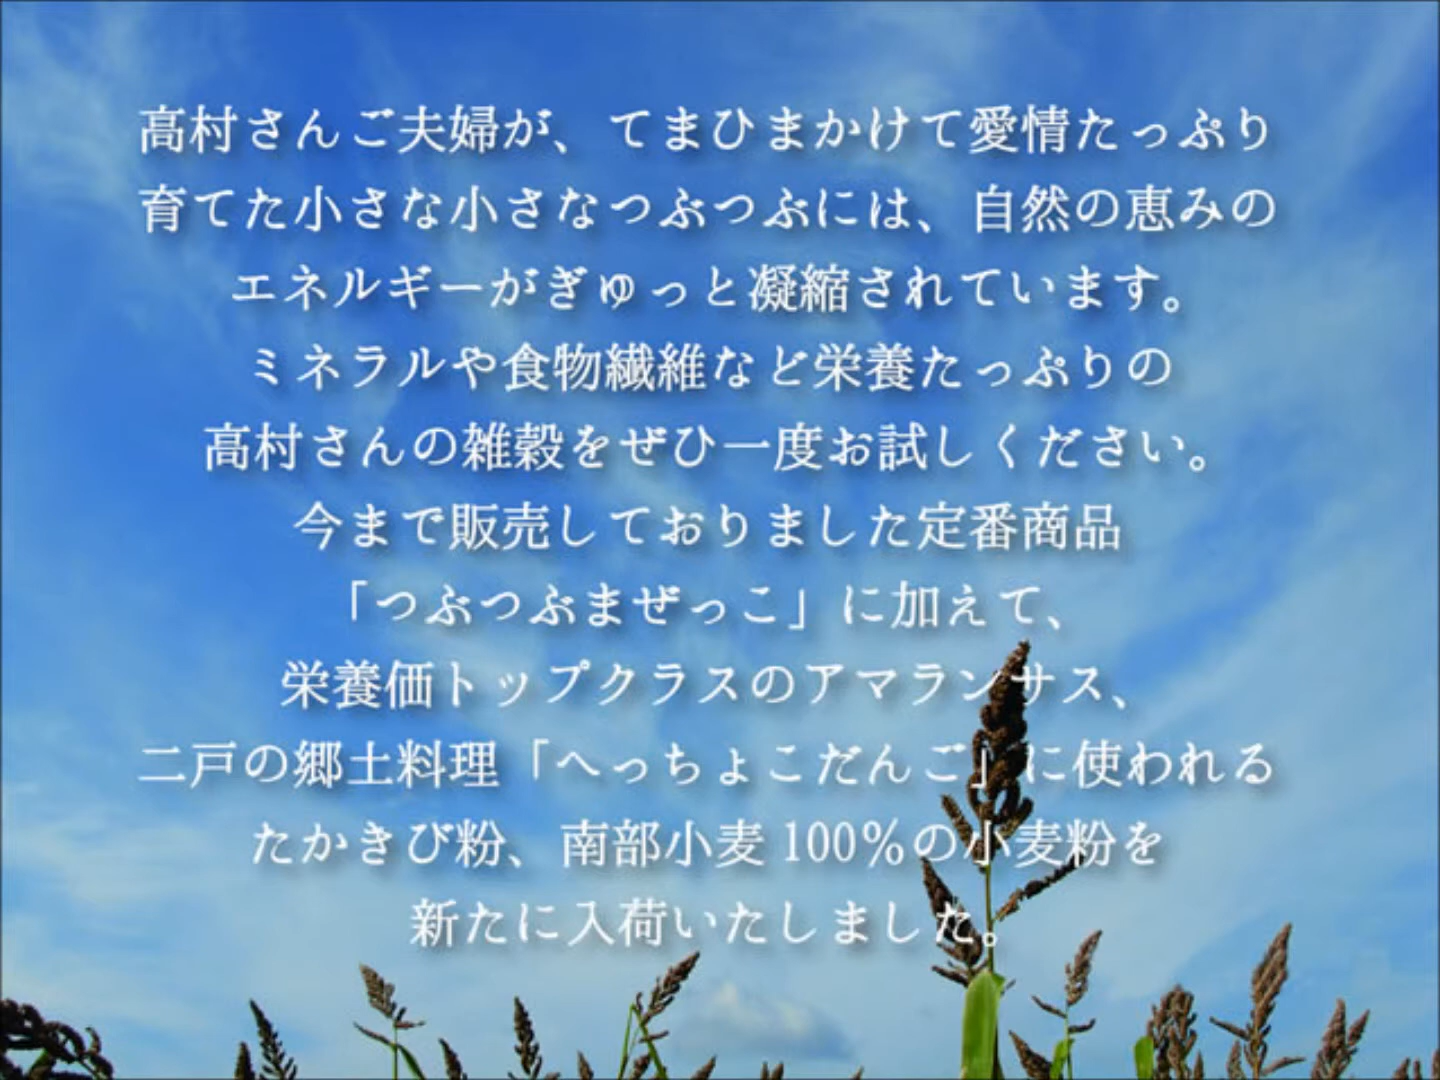 高村さんご夫婦が、てまひまかけて愛情たっぷり
育てた小さな小さなつぶつぶには、自然の恵みの
エネルギーがぎゅっと凝縮されています。
ミネラルや食物繊維など栄養たっぷりの
高村さんの雑穀をぜひ一度お試しください。
今まで販売しておりました定番商品
「つぶつぶまぜっこ」に加えて、
栄養価トップクラスのアマランサス、
二戸の郷土料理「へっちょこだんご」に使われる
たかきび粉、南部小麦100％の小麦粉を
新たに入荷いたしました。